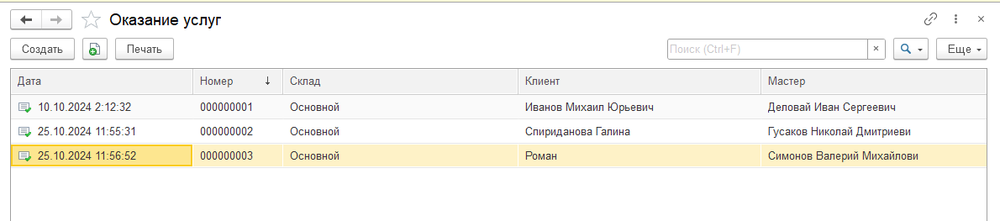 Оказание услуг
Создать Печать Поиск (Ctrl+F) × Еще
Дата Номер ↓ Склад Клиент Мастер
10.10.2024 2:12:32 000000001 Основной Иванов Михаил Юрьевич Деловай Иван Сергеевич
25.10.2024 11:55:31 000000002 Основной Спириданова Галина Гусаков Николай Дмитриеви
25.10.2024 11:56:52 000000003 Основной Роман Симонов Валерий Михайлови